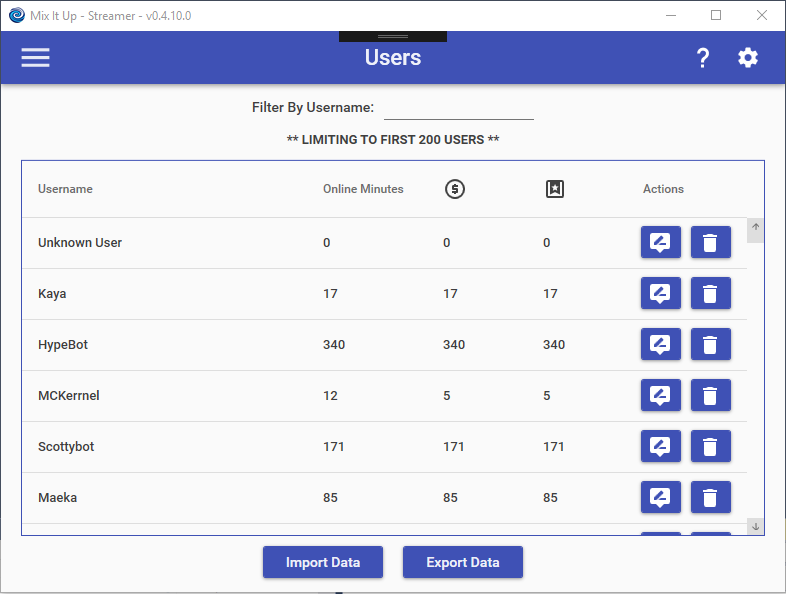 Mix It Up - Streamer - v0.4.10.0
Users
Filter By Username:
** LIMITING TO FIRST 200 USERS **
Username Online Minutes Actions
Unknown User 0 0 0
Kaya 17 17 17
HypeBot 340 340 340
MCKerrnel 12 5 5
Scottybot 171 171 171
Maeka 85 85 85
Import Data Export Data